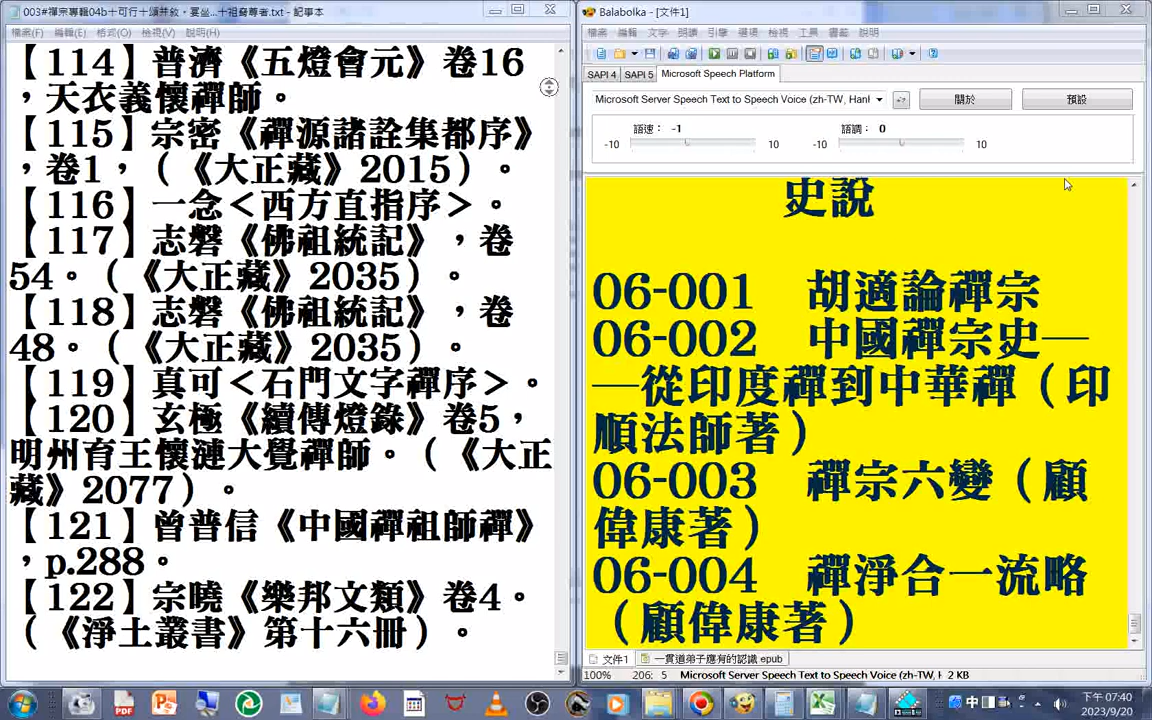 003#禪宗專輯04b十可行十頌并敘‧宴坐...十祖裔尊者.txt - 記事本
檔案(F) 編輯(E) 格式(O) 檢視(V) 說明(H)
【114】普濟《五燈會元》卷16
，天衣義懷禪師。
【115】宗密《禪源諸詮集都序》
，卷1，（《大正藏》2015）。
【116】一念＜西方直指序＞。
【117】志磐《佛祖統記》，卷
54。（《大正藏》2035）。
【118】志磐《佛祖統記》，卷
48。（《大正藏》2035）。
【119】真可＜石門文字禪序＞。
【120】玄極《續傳燈錄》卷5，
明州育王懷漣大覺禪師。（《大正
藏》2077）。
【121】曾普信《中國禪祖師禪》
，p.288。
【122】宗曉《樂邦文類》卷4。
（《淨土叢書》第十六冊）。
Balabolka - [文件1]
檔案 編輯 文字 朗讀 引擎 選項 檢視 工具 書籤 說明
SAPI 4 SAPI 5 Microsoft Speech Platform
Microsoft Server Speech Text to Speech Voice (zh-TW, Hanl
關於 預設
語速： -1 語調： 0
-10 10 -10 10
史說
06-001 胡適論禪宗
06-002 中國禪宗史—
—從印度禪到中華禪（印
順法師著）
06-003 禪宗六變（顧
偉康著）
06-004 禪淨合一流略
（顧偉康著）
文件1 一貫道弟子應有的認識 epub
100% 206: 5 Microsoft Server Speech Text to Speech Voice (zh-TW, H 2 KB
中
下午 07:40
2023/9/20